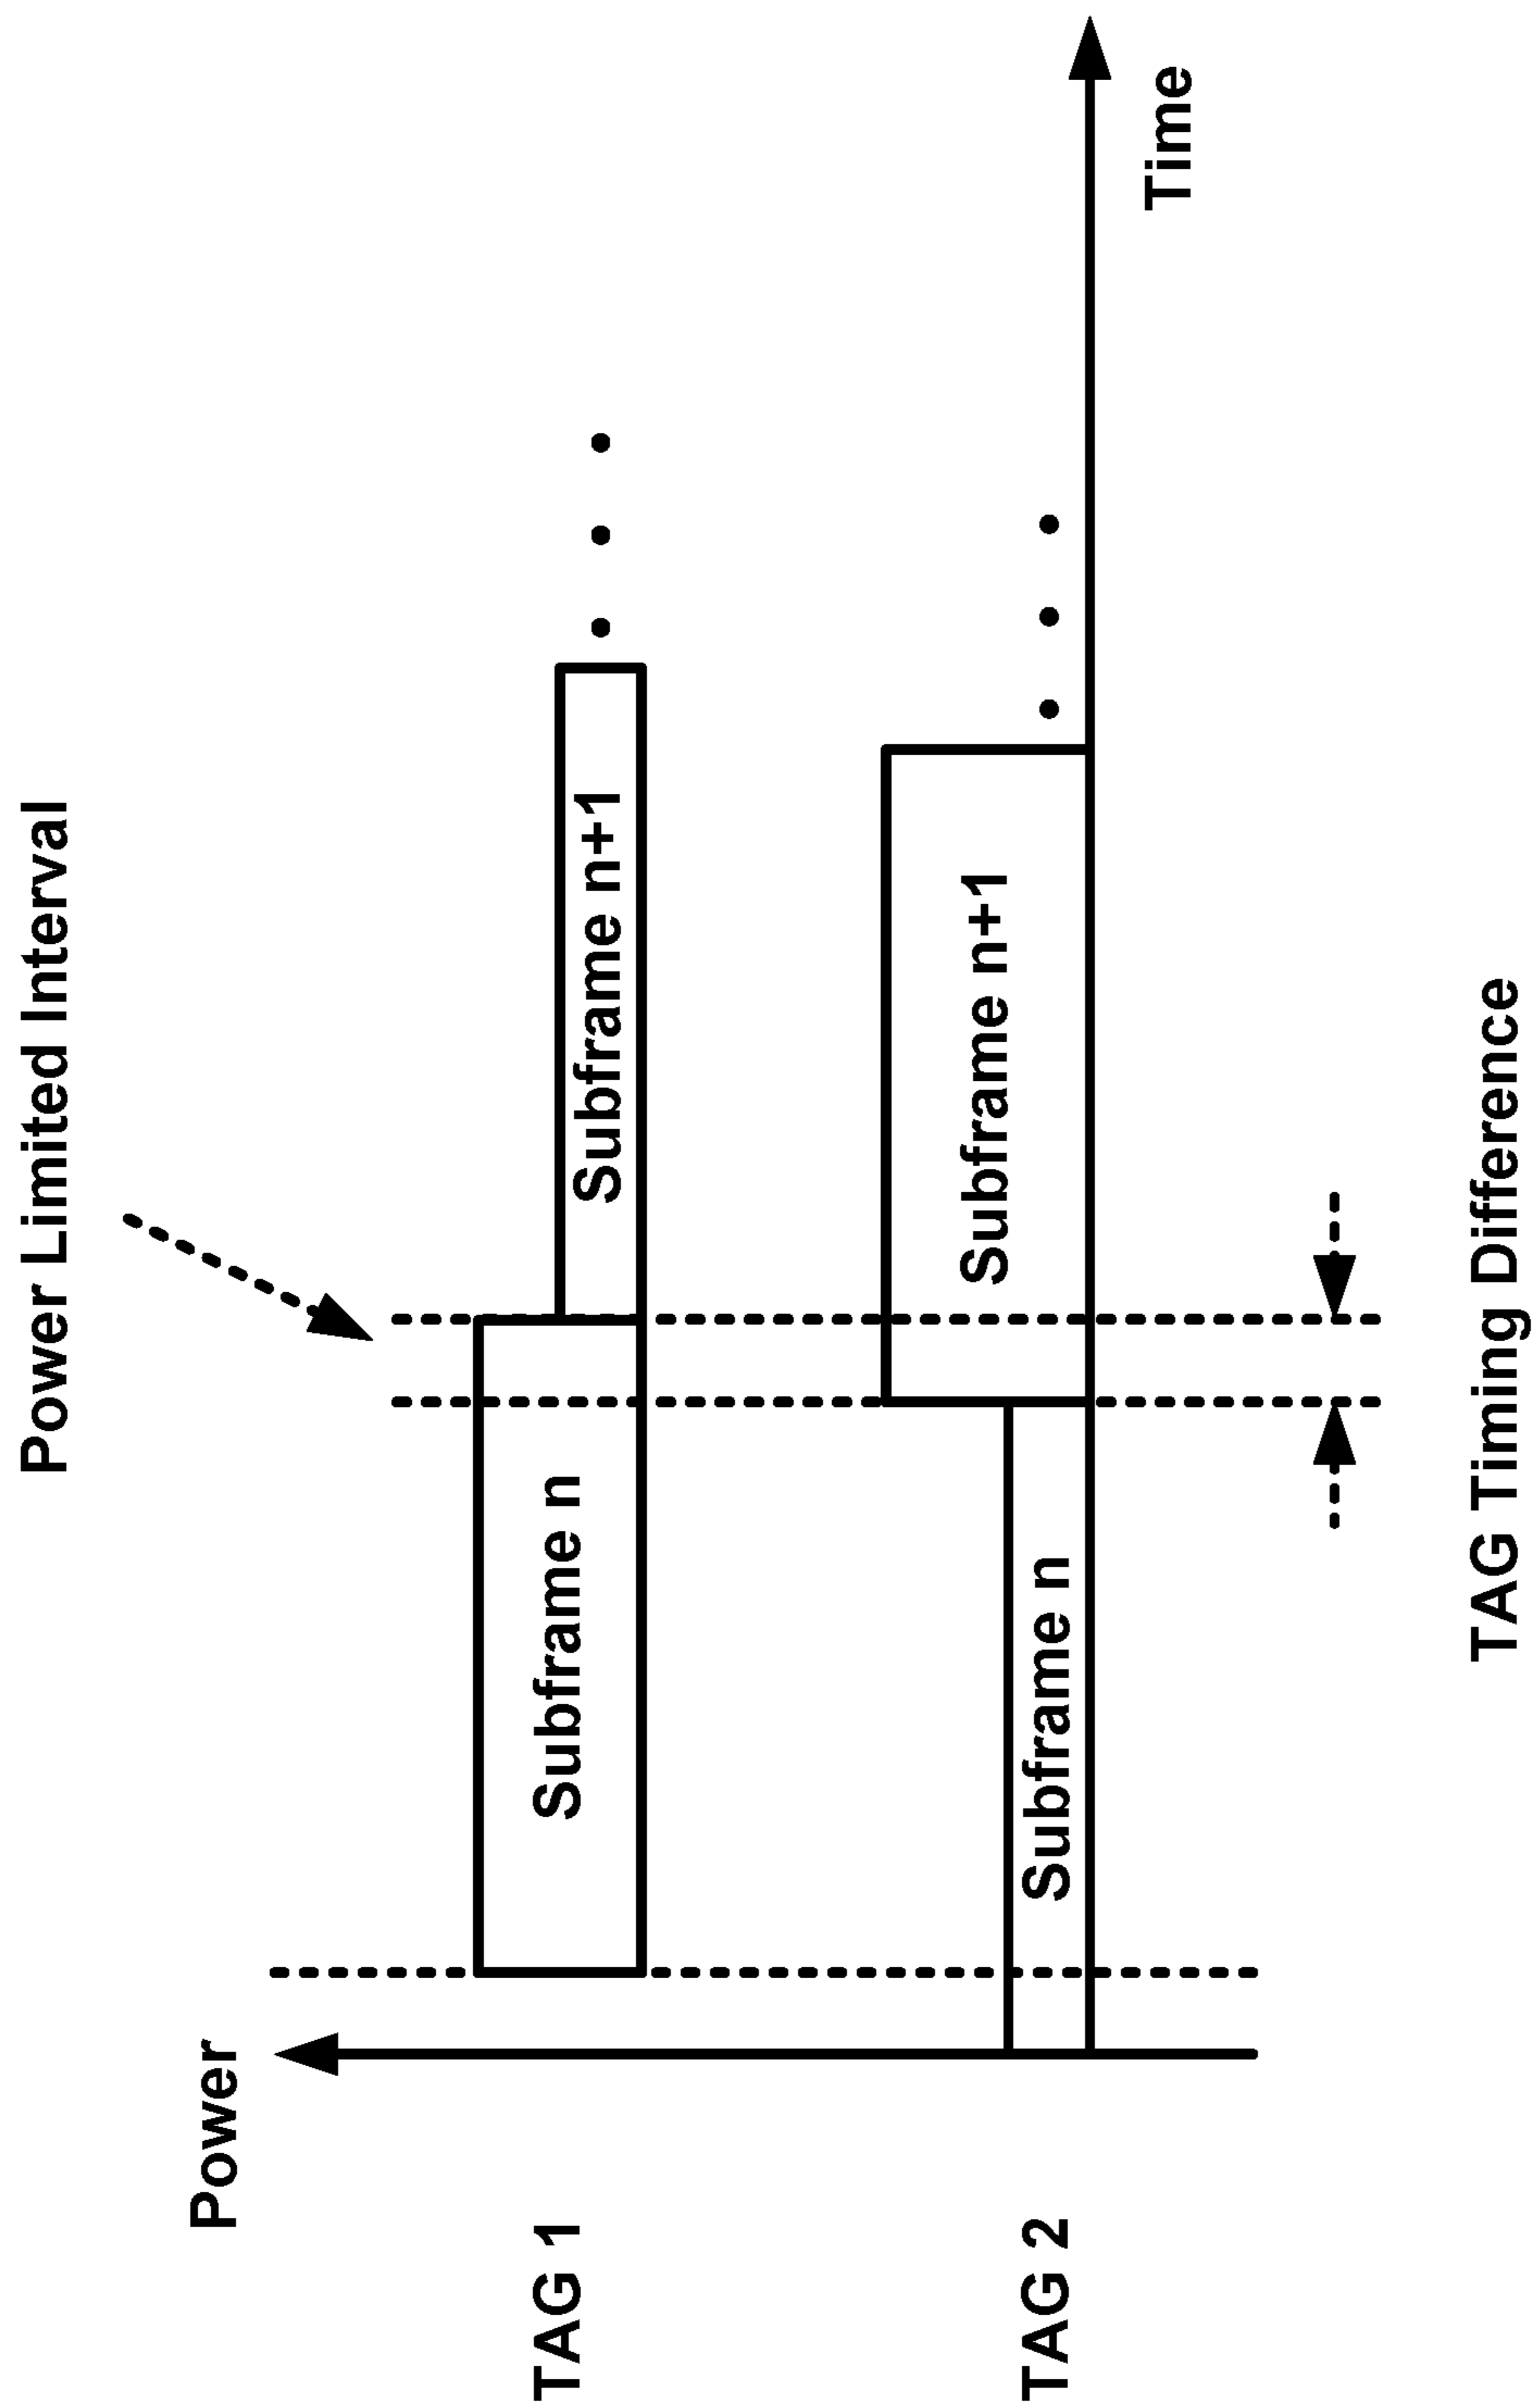 Power Limited Interval
Power
TAG 1
Subframe n
Subframe n+1
TAG 2
Subframe n
Subframe n+1
Time
TAG Timing Difference